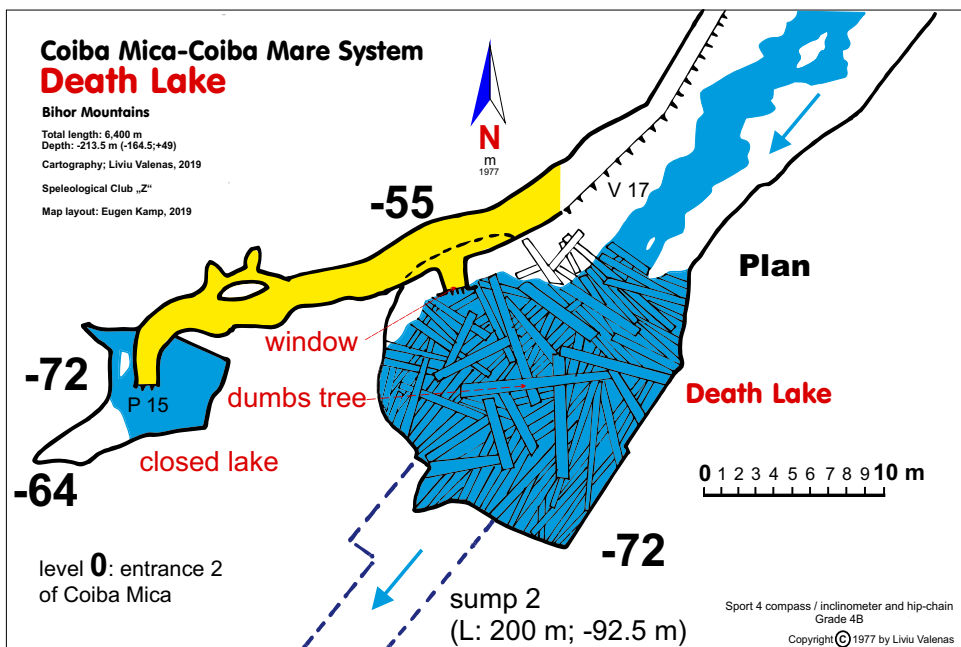 Coiba Mica-Coiba Mare System
Death Lake
Bihor Mountains
Total length: 6,400 m
Depth: -213.5 m (-164.5;+49)
Cartography; Liviu Valenas, 2019
Speleological Club „Z“
Map layout: Eugen Kamp, 2019
N
m
1977
-55
V 17
Plan
window
-72
P 15
dumbs tree
Death Lake
closed lake
-64
0 1 2 3 4 5 6 7 8 9 10 m
-72
level 0: entrance 2
of Coiba Mica
sump 2
(L: 200 m; -92.5 m)
Sport 4 compass / inclinometer and hip-chain
Grade 4B
Copyright © 1977 by Liviu Valenas